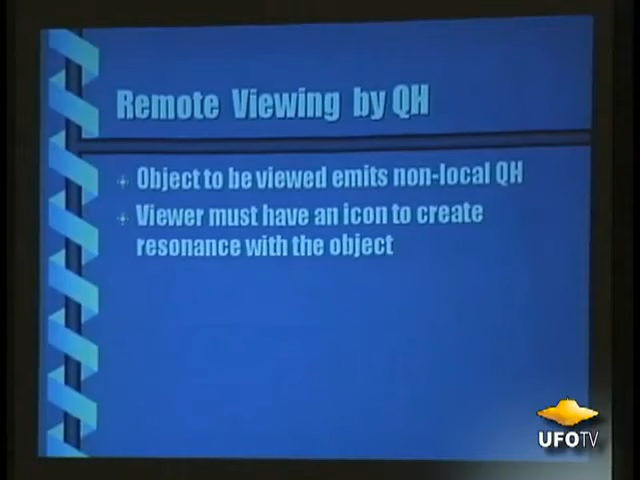 Remote Viewing by QH
Object to be viewed emits non-local QH
Viewer must have an icon to create
resonance with the object
UFOTV